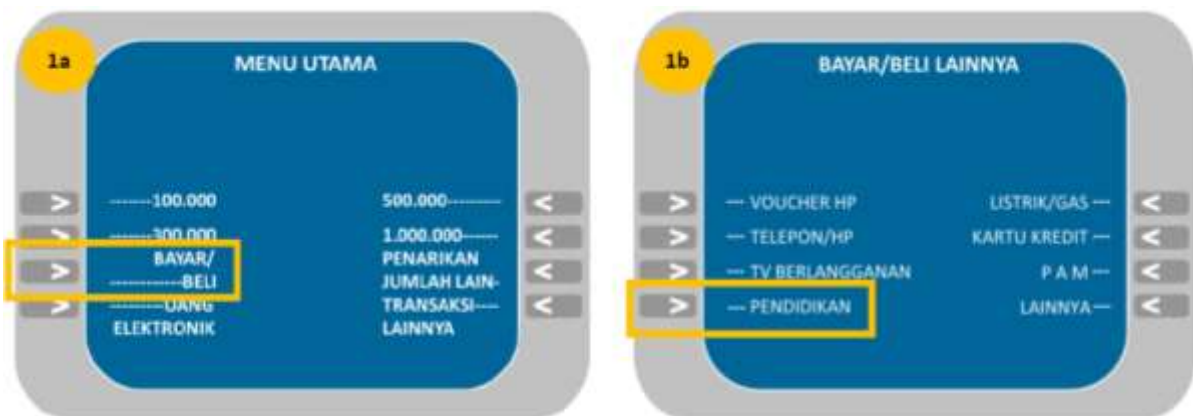 1a
MENU UTAMA
> -------100.000 500.000--------- <
> -------300.000 1.000.000------ <
> BAYAR/ PENARIKAN <
------------BELI JUMLAH LAIN-
> ---------UANG TRANSAKSI---- <
ELEKTRONIK LAINNYA
1b
BAYAR/BELI LAINNYA
> --- VOUCHER HP LISTRIK/GAS --- <
> --- TELEPON/HP KARTU KREDIT --- <
> --- TV BERLANGGANAN P A M --- <
> --- PENDIDIKAN LAINNYA --- <